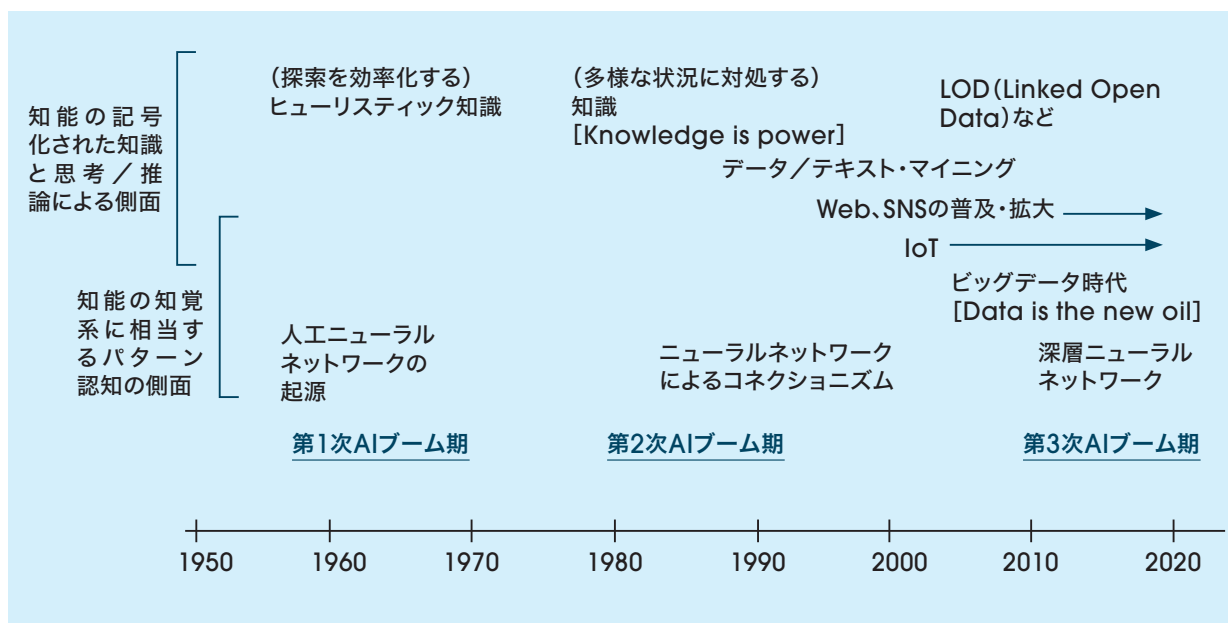 知能の記号
化された知識
と思考／推
論による側面
(探索を効率化する)
ヒューリスティック知識
(多様な状況に対処する)
知識
[Knowledge is power]
LOD(Linked Open
Data)など
データ／テキスト・マイニング
Web、SNSの普及・拡大
IoT
ビッグデータ時代
[Data is the new oil]
知能の知覚
系に相当す
るパターン
認知の側面
人工ニューラル
ネットワークの
起源
ニューラルネットワーク
によるコネクショニズム
深層ニューラル
ネットワーク
第1次AIブーム期
第2次AIブーム期
第3次AIブーム期
1950
1960
1970
1980
1990
2000
2010
2020